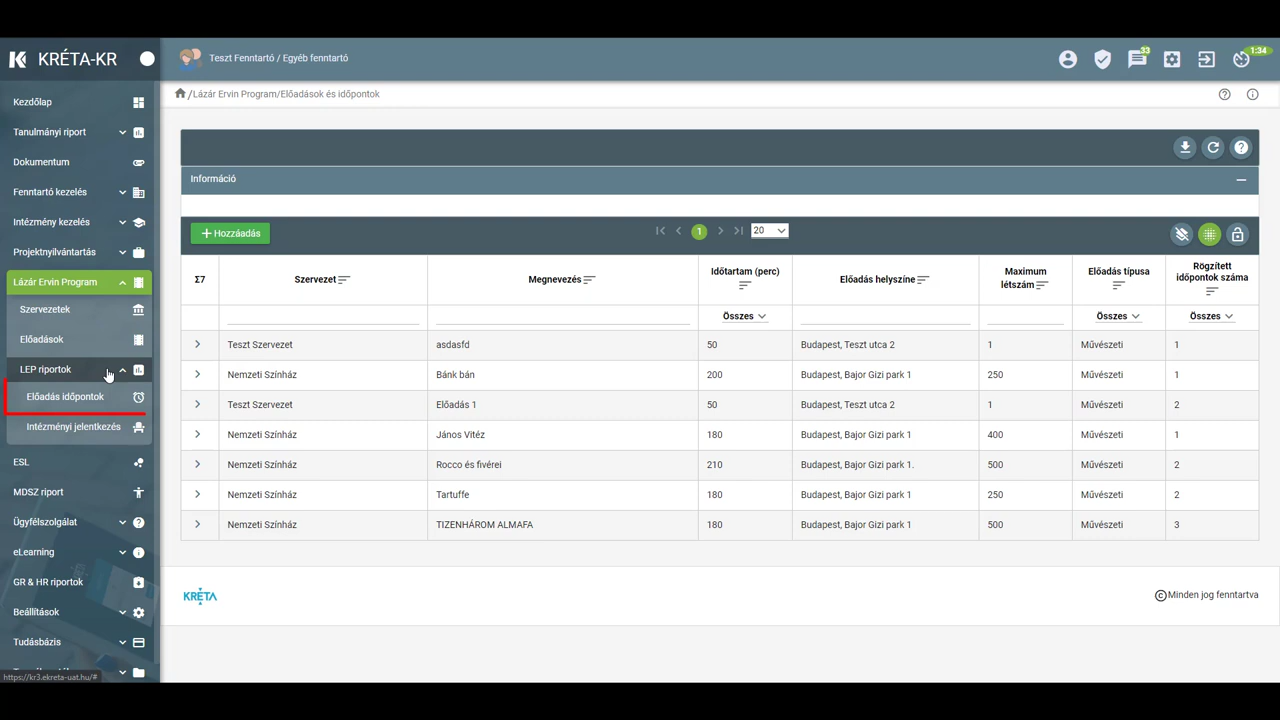 KRÉTA-KR
Teszt Fenntartó / Egyéb fenntartó
33
1:34
/Lázár Ervin Program/Előadások és időpontok
Kezdőlap
Tanulmányi riport
Dokumentum
Fenntartó kezelés
Intézmény kezelés
Projektnyilvántartás
Lázár Ervin Program
Szervezetek
Előadások
LEP riportok
Előadás időpontok
Intézményi jelentkezés
ESL
MDSZ riport
Ügyfélszolgálat
eLearning
GR & HR riportok
Beállítások
Tudásbázis
https://kr3.ekreta-uat.hu/#
Információ
+ Hozzáadás
1
20
Σ7 Szervezet Megnevezés Időtartam (perc) Előadás helyszíne Maximum létszám Előadás típusa Rögzített időpontok száma
Összes Összes Összes
Teszt Szervezet asdasfd 50 Budapest, Teszt utca 2 1 Művészeti 1
Nemzeti Színház Bánk bán 200 Budapest, Bajor Gizi park 1 250 Művészeti 1
Teszt Szervezet Előadás 1 50 Budapest, Teszt utca 2 1 Művészeti 2
Nemzeti Színház János Vitéz 180 Budapest, Bajor Gizi park 1 400 Művészeti 1
Nemzeti Színház Rocco és fivérei 210 Budapest, Bajor Gizi park 1. 500 Művészeti 2
Nemzeti Színház Tartuffe 180 Budapest, Bajor Gizi park 1 250 Művészeti 2
Nemzeti Színház TIZENHÁROM ALMAFA 180 Budapest, Bajor Gizi park 1 500 Művészeti 3
KRÉTA
©Minden jog fenntartva